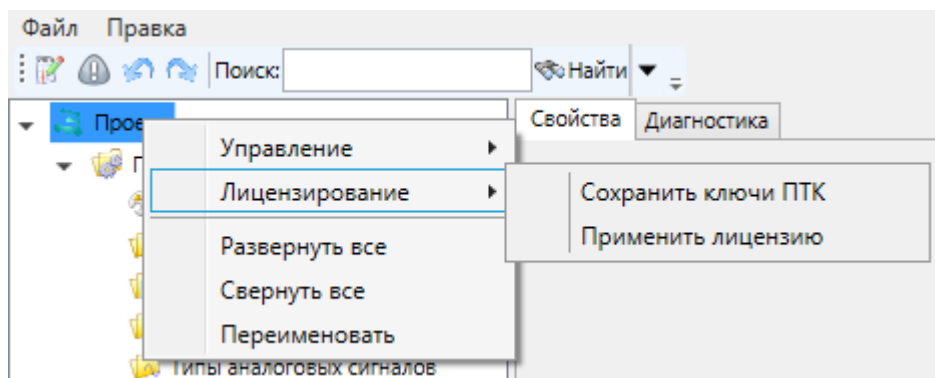 Файл Правка
Поиск: Найти
Свойства Диагностика
Управление
Лицензирование
Сохранить ключи ПТК
Применить лицензию
Развернуть все
Свернуть все
Переименовать
Типы аналоговых сигналов